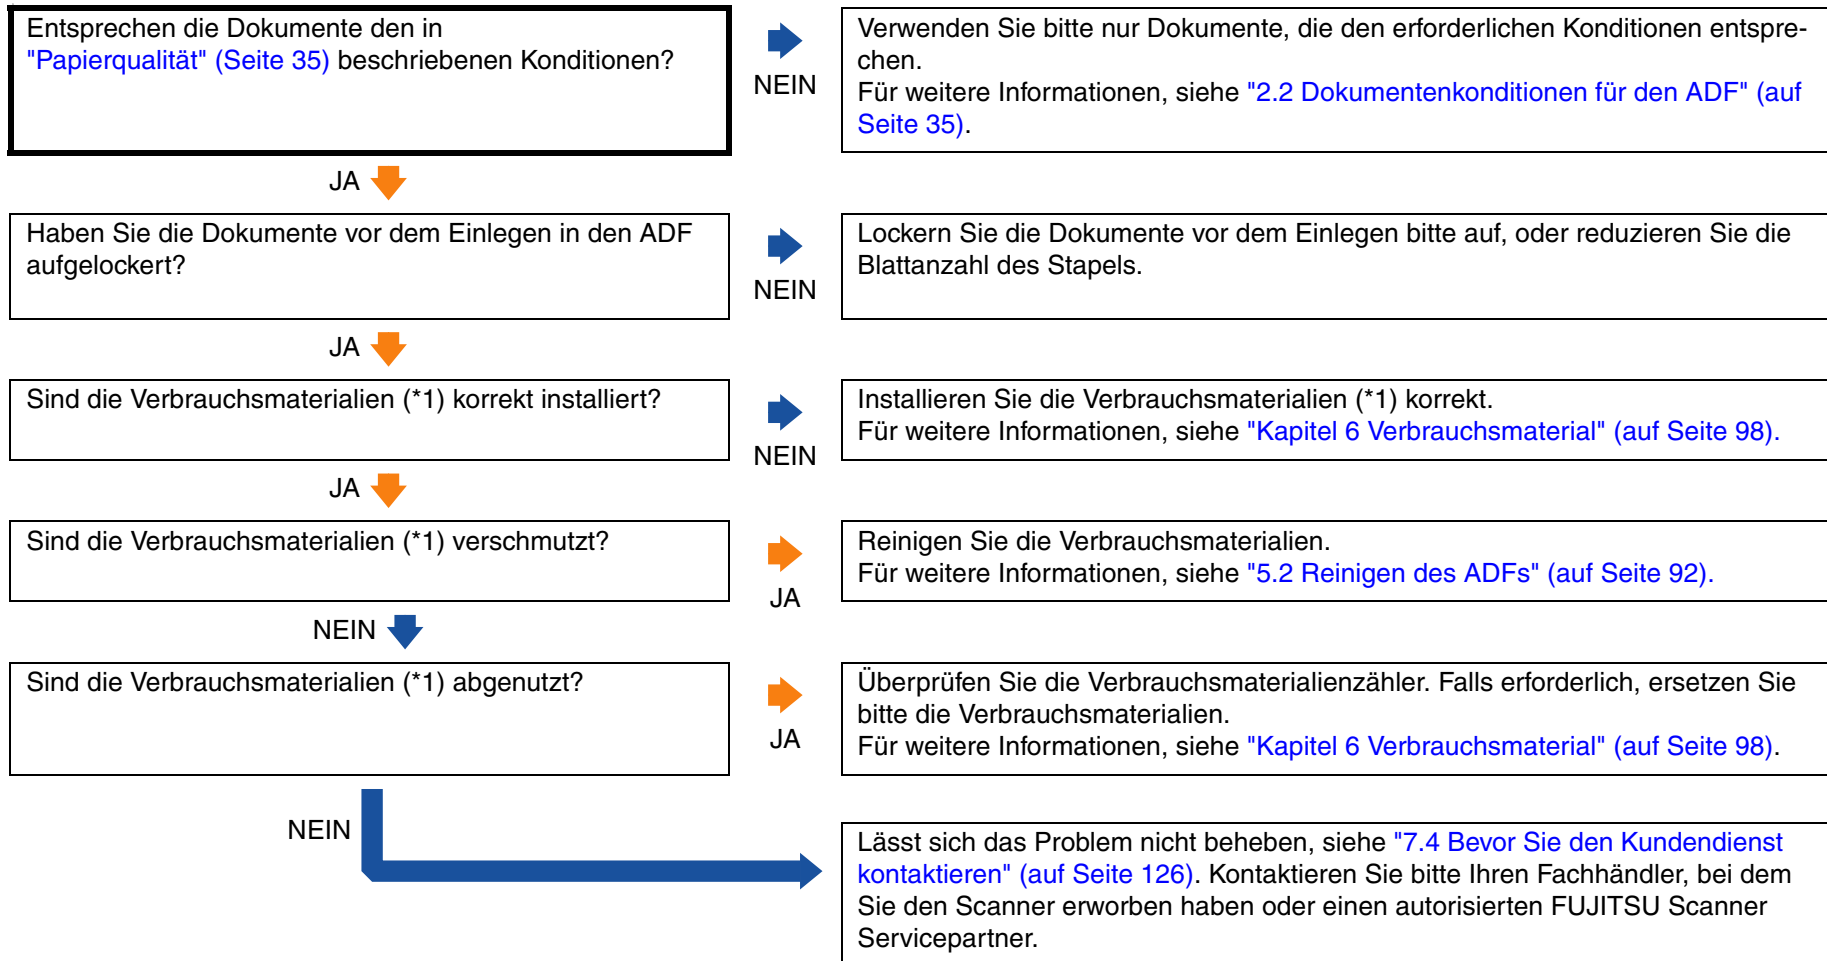 Entsprechen die Dokumente den in
"Papierqualität" (Seite 35) beschriebenen Konditionen?
NEIN
Verwenden Sie bitte nur Dokumente, die den erforderlichen Konditionen entspre-
chen.
Für weitere Informationen, siehe "2.2 Dokumentenkonditionen für den ADF" (auf
Seite 35).
JA
Haben Sie die Dokumente vor dem Einlegen in den ADF
aufgelockert?
NEIN
Lockern Sie die Dokumente vor dem Einlegen bitte auf, oder reduzieren Sie die
Blattanzahl des Stapels.
JA
Sind die Verbrauchsmaterialien (*1) korrekt installiert?
NEIN
Installieren Sie die Verbrauchsmaterialien (*1) korrekt.
Für weitere Informationen, siehe "Kapitel 6 Verbrauchsmaterial" (auf Seite 98).
JA
Sind die Verbrauchsmaterialien (*1) verschmutzt?
JA
Reinigen Sie die Verbrauchsmaterialien.
Für weitere Informationen, siehe "5.2 Reinigen des ADFs" (auf Seite 92).
NEIN
Sind die Verbrauchsmaterialien (*1) abgenutzt?
JA
Überprüfen Sie die Verbrauchsmaterialienzähler. Falls erforderlich, ersetzen Sie
bitte die Verbrauchsmaterialien.
Für weitere Informationen, siehe "Kapitel 6 Verbrauchsmaterial" (auf Seite 98).
NEIN
Lässt sich das Problem nicht beheben, siehe "7.4 Bevor Sie den Kundendienst
kontaktieren" (auf Seite 126). Kontaktieren Sie bitte Ihren Fachhändler, bei dem
Sie den Scanner erworben haben oder einen autorisierten FUJITSU Scanner
Servicepartner.